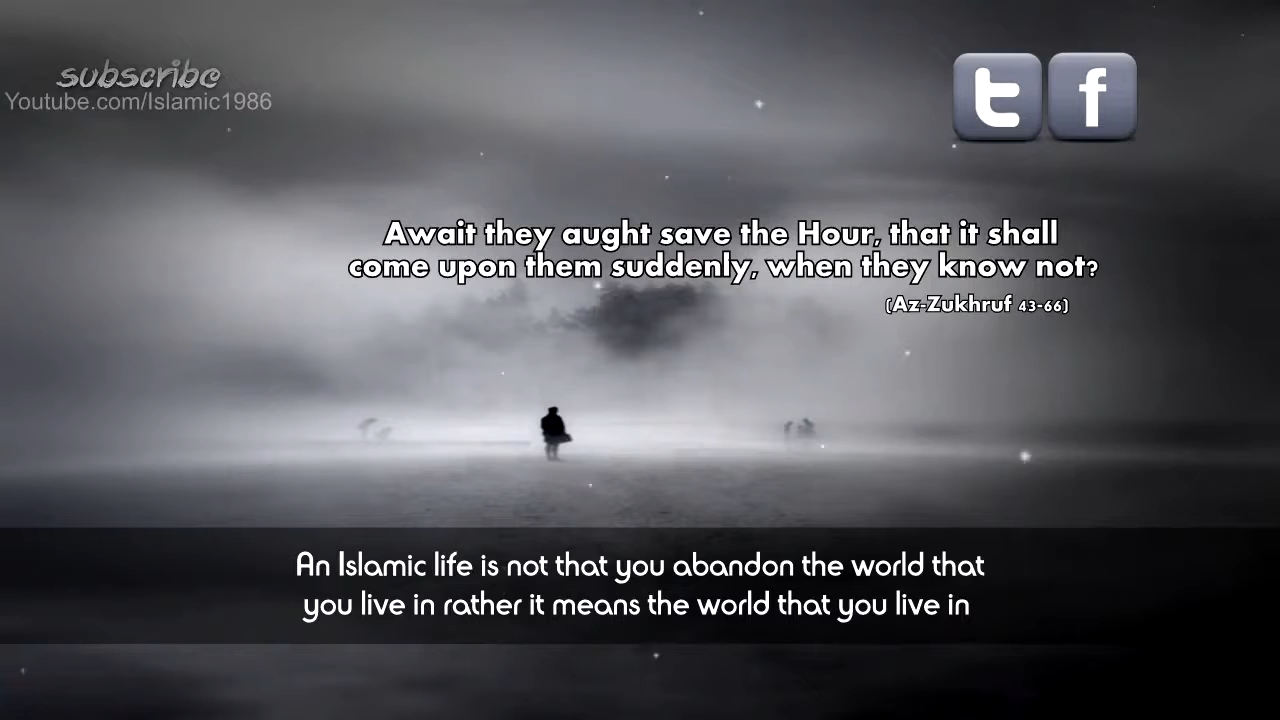 subscribe
Youtube.com/Islamic1986
t f
Await they aught save the Hour, that it shall
come upon them suddenly, when they know not?
(Az-Zukhruf 43-66)
An Islamic life is not that you abandon the world that
you live in rather it means the world that you live in